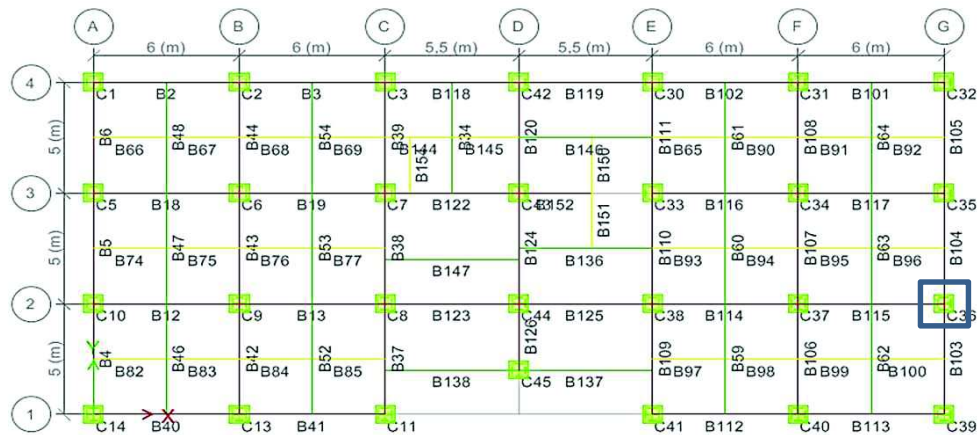 A B C D E F G
6 (m) 6 (m) 5.5 (m) 5.5 (m) 6 (m) 6 (m)
4
C1 B2 C2 B3 C3 B118 C42 B119 C30 B102 C31 B101 C32
B6 B48 B44 B54 B39 B34 B120 B111 B61 B108 B64 B105
5 (m)
B66 B67 B68 B69 B144 B145 B146 B65 B90 B91 B92
B150
3
C5 B18 C6 B19 C7 B122 C43 B152 C33 B116 C34 B117 C35
B5 B47 B43 B53 B38 B124 B151 B110 B60 B107 B63 B104
5 (m)
B74 B75 B76 B77 B136 B93 B94 B95 B96
B147
2
C10 B12 C9 B13 C8 B123 C44 B125 C38 B114 C37 B115 C36
B4 B46 B42 B52 B37 B126 B109 B59 B106 B62 B103
5 (m)
B82 B83 B84 B85 B97 B98 B99 B100
B138 C45 B137
1
C14 B40 C13 B41 C11 C41 B112 C40 B113 C39
X